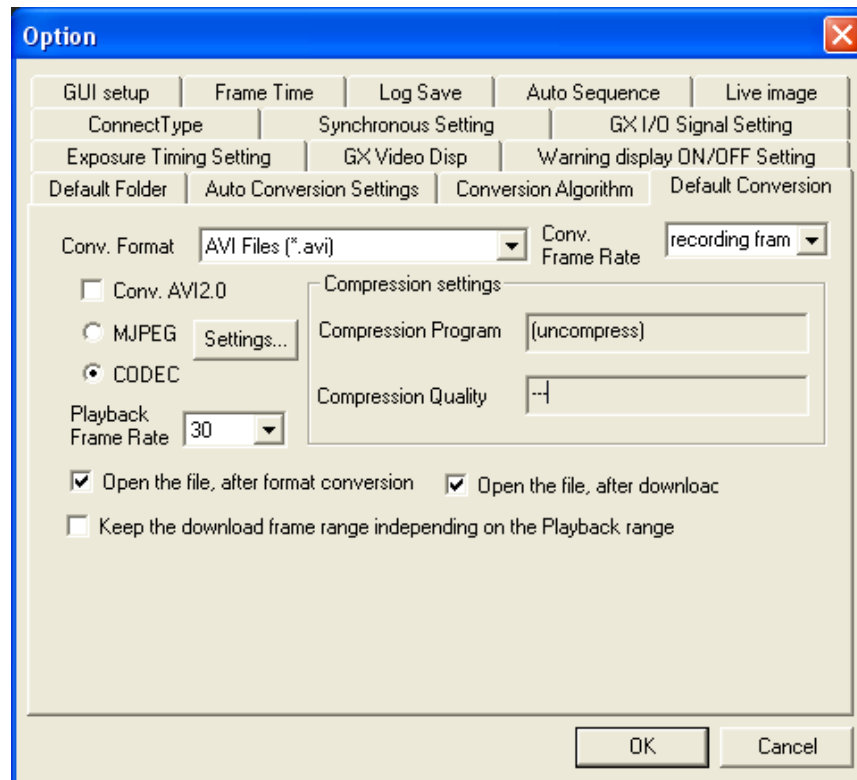 Option
GUI setup Frame Time Log Save Auto Sequence Live image
ConnectType Synchronous Setting GX I/O Signal Setting
Exposure Timing Setting GX Video Disp Warning display ON/OFF Setting
Default Folder Auto Conversion Settings Conversion Algorithm Default Conversion
Conv. Format AVI Files (*.avi) Conv. Frame Rate recording fram
Conv. AVI2.0
MJPEG Settings...
CODEC
Compression settings
Compression Program (uncompress)
Compression Quality ---
Playback Frame Rate 30
Open the file, after format conversion Open the file, after downloac
Keep the download frame range independing on the Playback range
OK Cancel